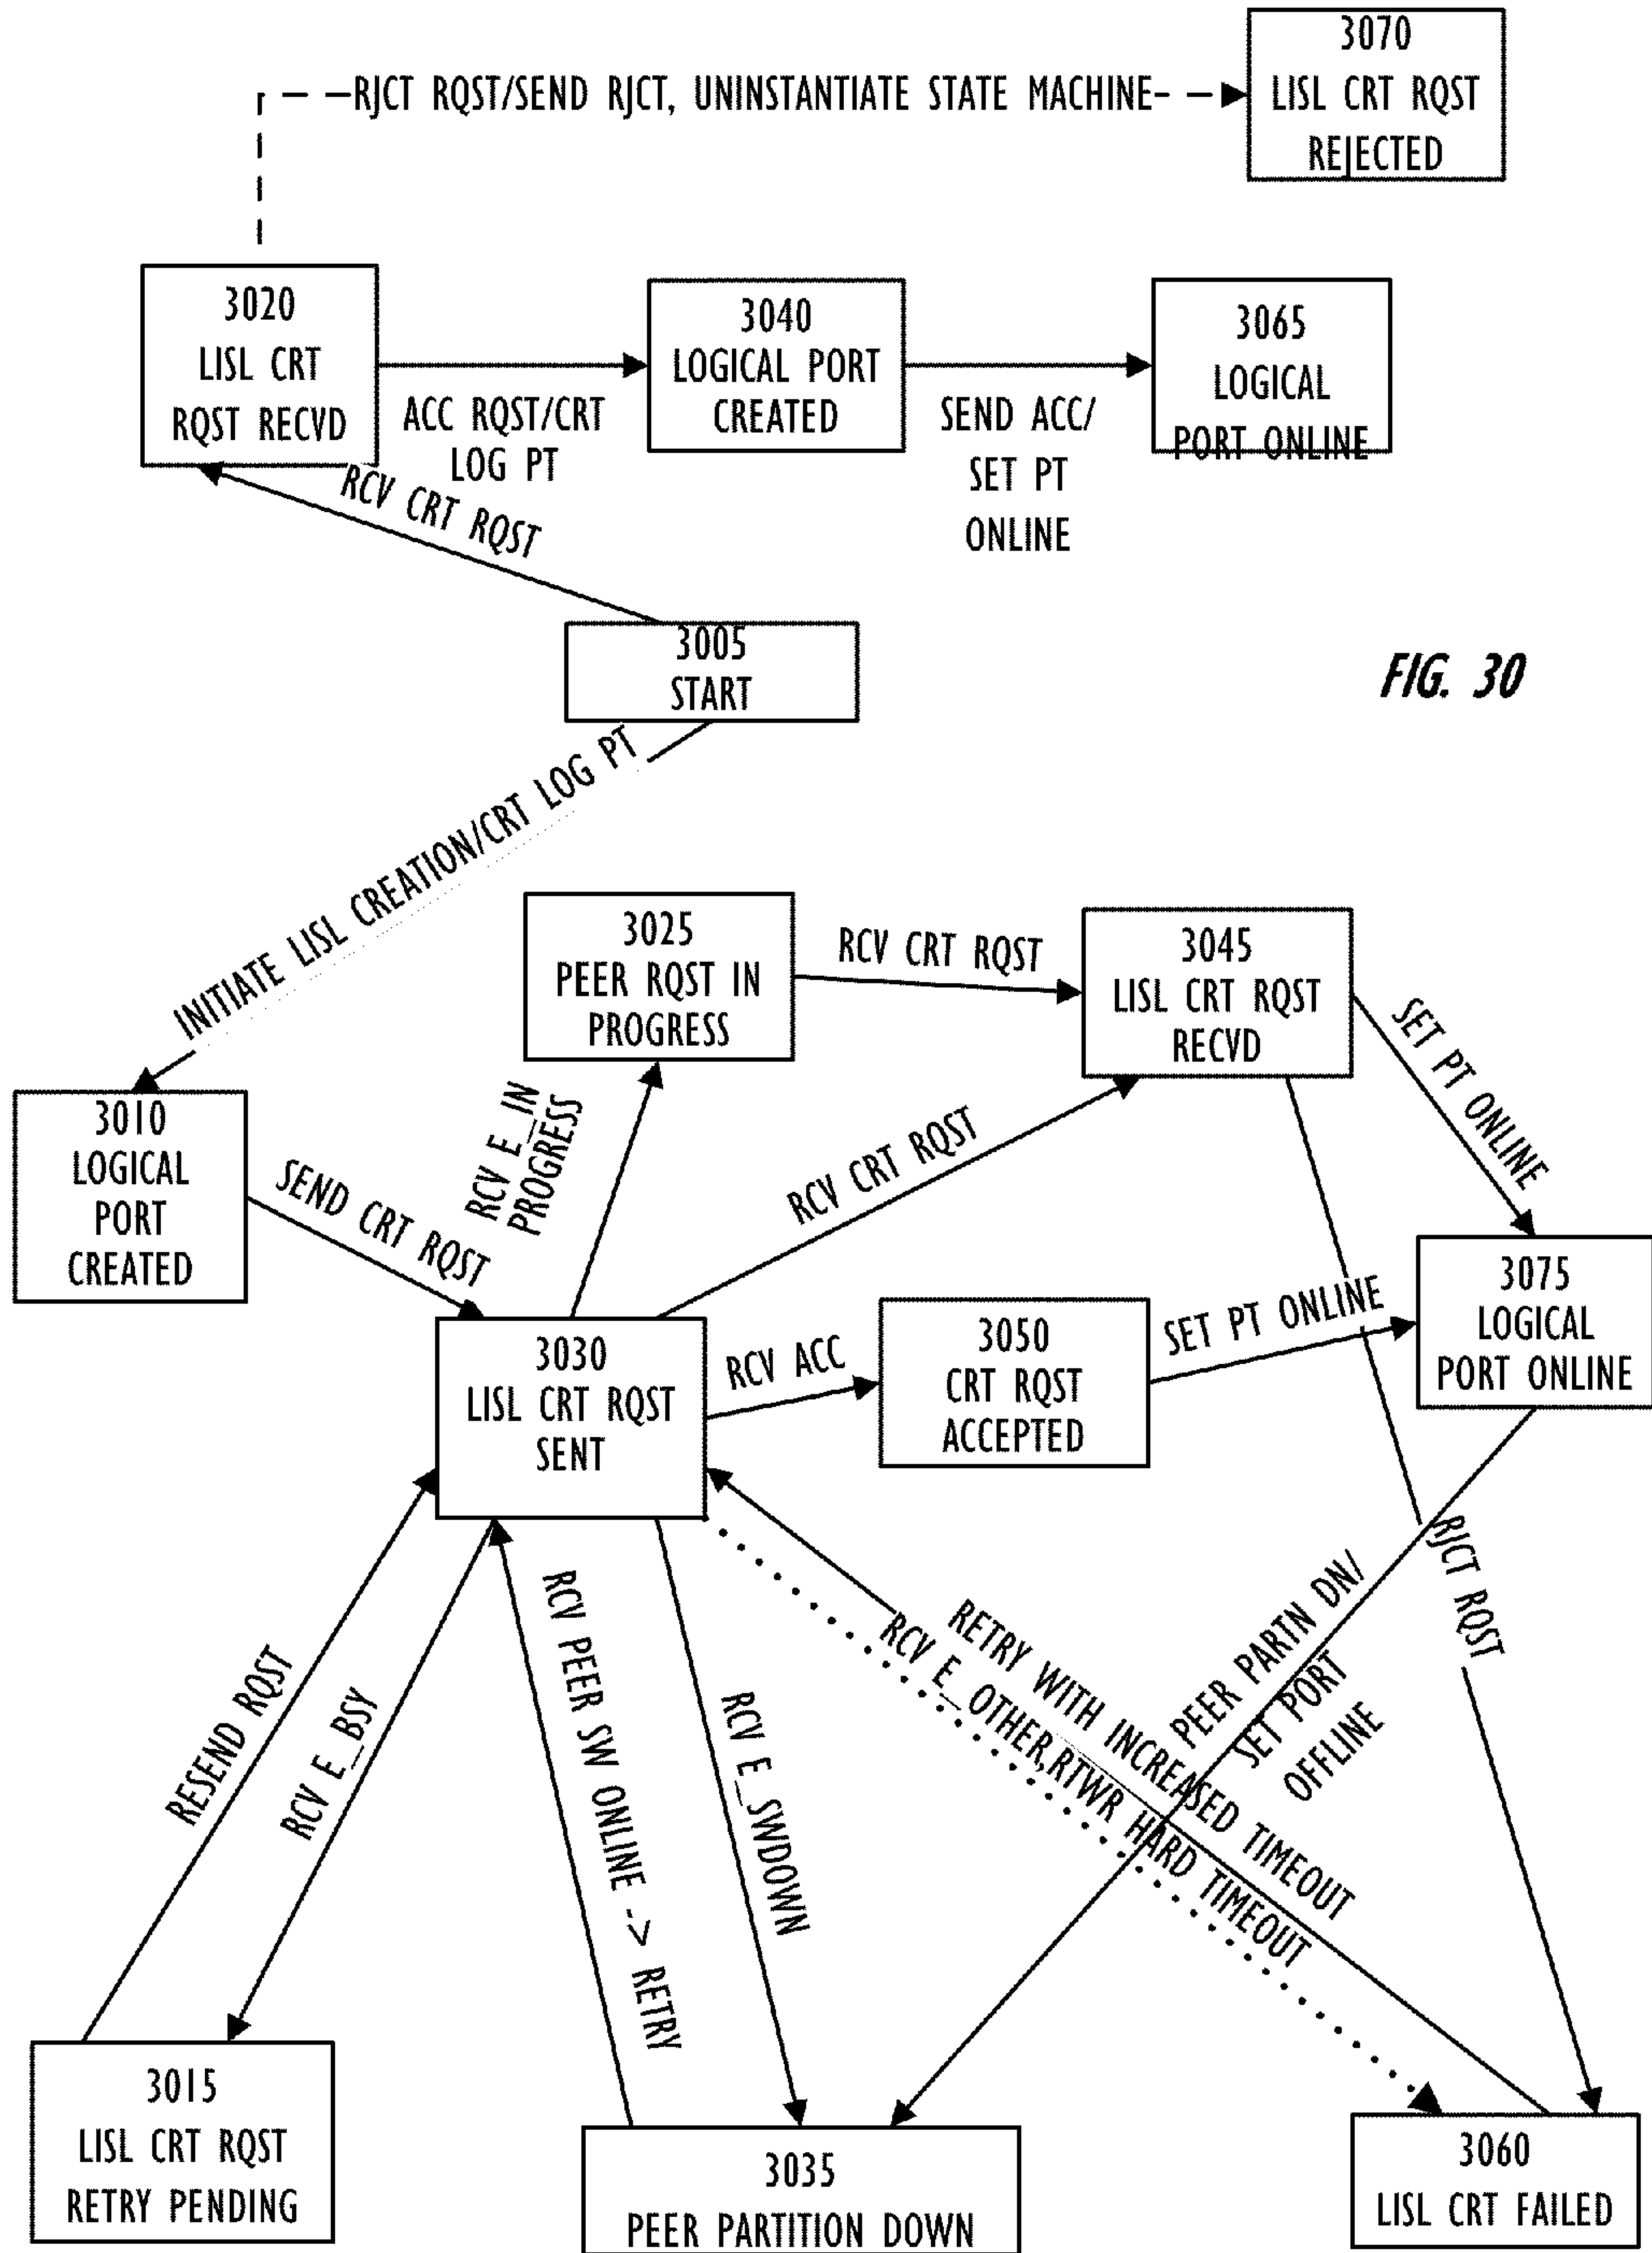 3070
LISL CRT RQST
REJECTED
RJCT RQST/SEND RJCT, UNINSTANTIATE STATE MACHINE
3020
LISL CRT
RQST RECVD
ACC RQST/CRT
LOG PT
3040
LOGICAL PORT
CREATED
SEND ACC/
SET PT
ONLINE
3065
LOGICAL
PORT ONLINE
RCV CRT RQST
3005
START
FIG. 30
INITIATE LISL CREATION/CRT LOG PT
3025
PEER RQST IN
PROGRESS
RCV CRT RQST
3045
LISL CRT RQST
RECVD
SET PT ONLINE
3010
LOGICAL
PORT
CREATED
SEND CRT RQST
RCV E_IN
PROGRESS
RCV CRT RQST
3030
LISL CRT RQST
SENT
RCV ACC
3050
CRT RQST
ACCEPTED
SET PT ONLINE
3075
LOGICAL
PORT ONLINE
RESEND RQST
RCV E_BSY
RCV PEER SW ONLINE -> RETRY
RCV E_SWDOWN
RETRY WITH INCREASED TIMEOUT
RCV E_OTHER,RTWR HARD TIMEOUT
PEER PARTN DN/
SET PORT
OFFLINE
RJCT RQST
3015
LISL CRT RQST
RETRY PENDING
3035
PEER PARTITION DOWN
3060
LISL CRT FAILED